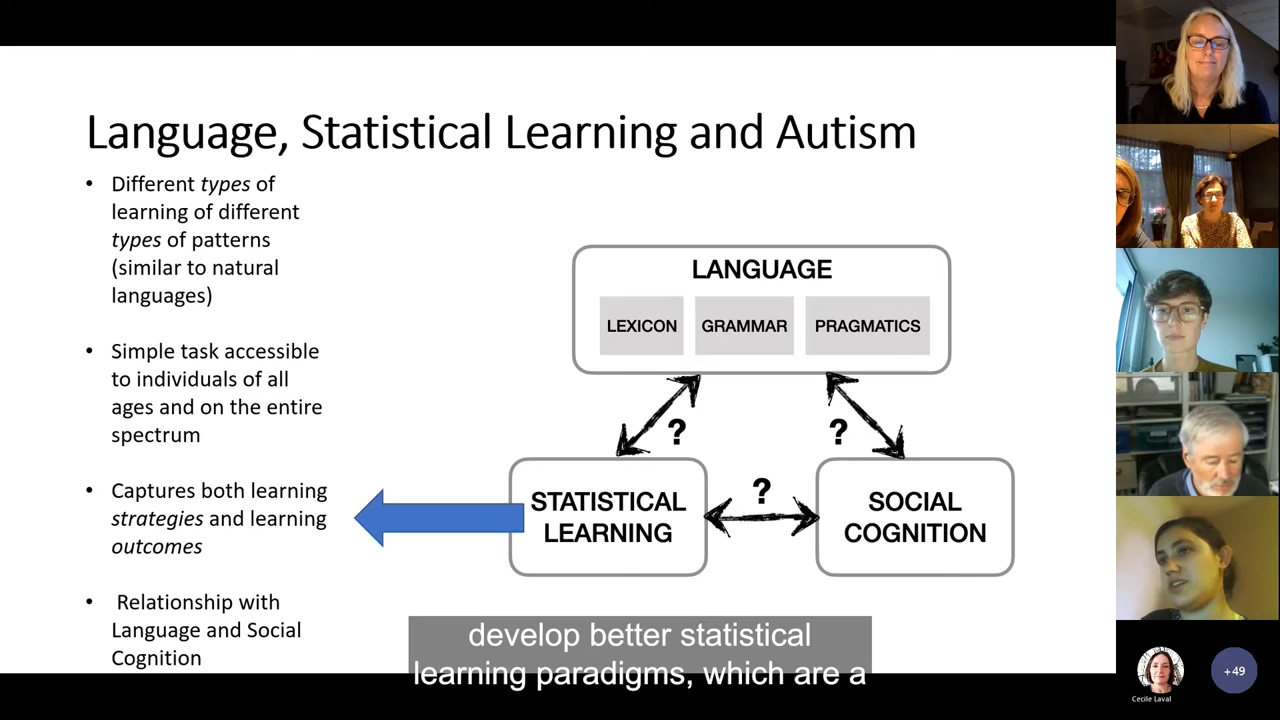 Language, Statistical Learning and Autism
• Different types of
learning of different
types of patterns
(similar to natural
languages)
• Simple task accessible
to individuals of all
ages and on the entire
spectrum
• Captures both learning
strategies and learning
outcomes
• Relationship with
Language and Social
Cognition
LANGUAGE
LEXICON
GRAMMAR
PRAGMATICS
?
?
?
STATISTICAL
LEARNING
SOCIAL
COGNITION
develop better statistical
learning paradigms, which are a
Cecile Laval
+49